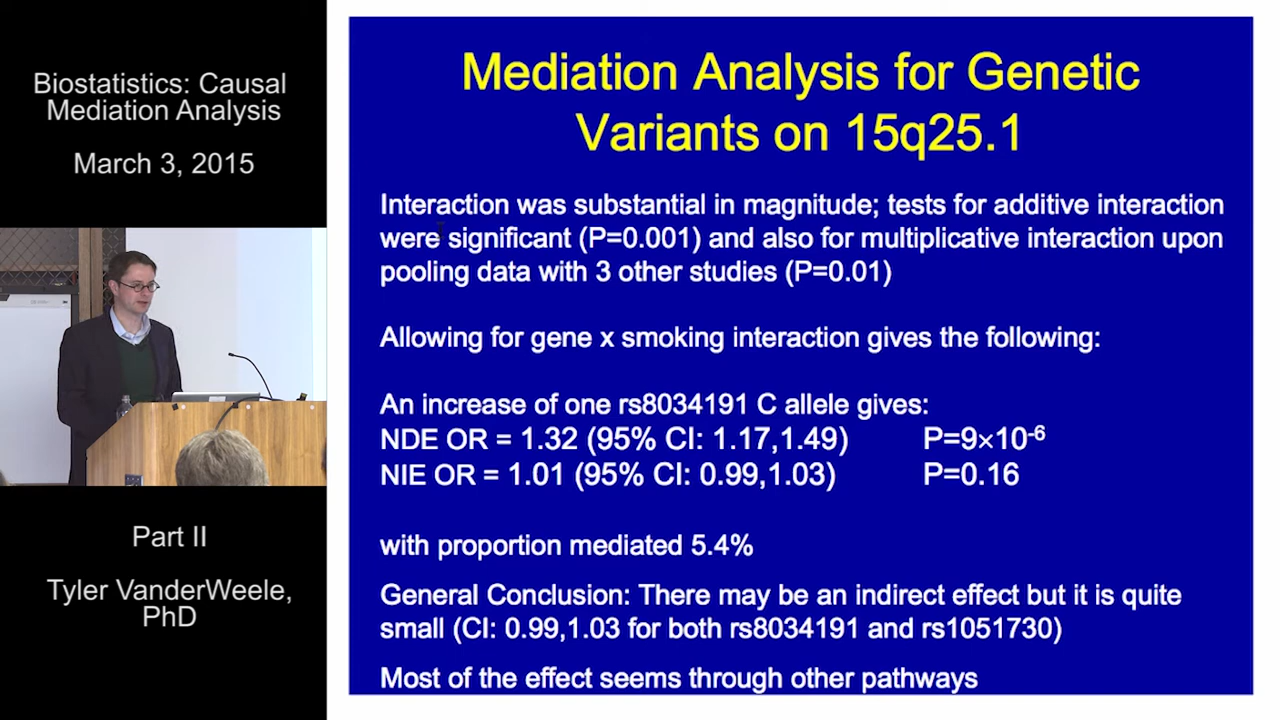 Biostatistics: Causal
Mediation Analysis
March 3, 2015
Part II
Tyler VanderWeele,
PhD
Mediation Analysis for Genetic
Variants on 15q25.1
Interaction was substantial in magnitude; tests for additive interaction
were significant (P=0.001) and also for multiplicative interaction upon
pooling data with 3 other studies (P=0.01)
Allowing for gene x smoking interaction gives the following:
An increase of one rs8034191 C allele gives:
NDE OR = 1.32 (95% CI: 1.17,1.49) P=9×10⁻⁶
NIE OR = 1.01 (95% CI: 0.99,1.03) P=0.16
with proportion mediated 5.4%
General Conclusion: There may be an indirect effect but it is quite
small (CI: 0.99,1.03 for both rs8034191 and rs1051730)
Most of the effect seems through other pathways